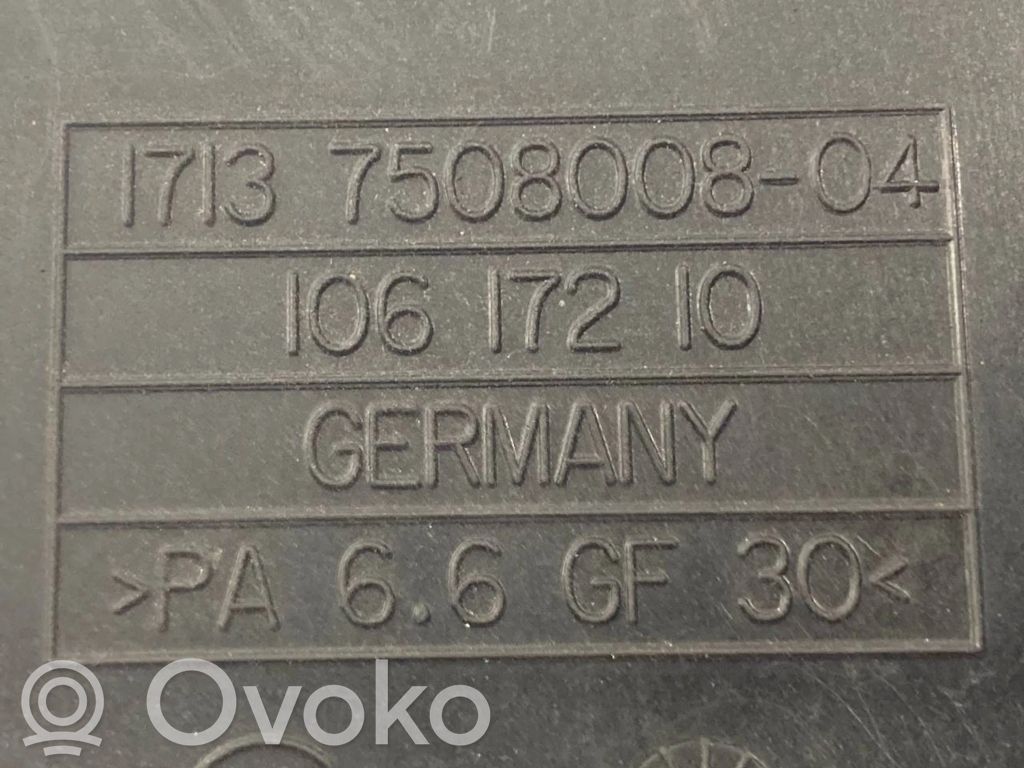 1713 7508008-04
106 172 10
GERMANY
>PA 6.6 GF 30<
Ovoko